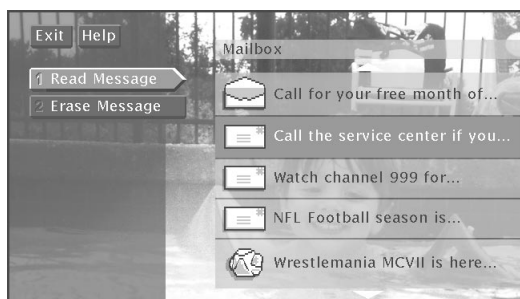 Exit Help
Mailbox
1 Read Message
2 Erase Message
Call for your free month of...
Call the service center if you...
Watch channel 999 for...
NFL Football season is...
Wrestlemania MCVII is here...